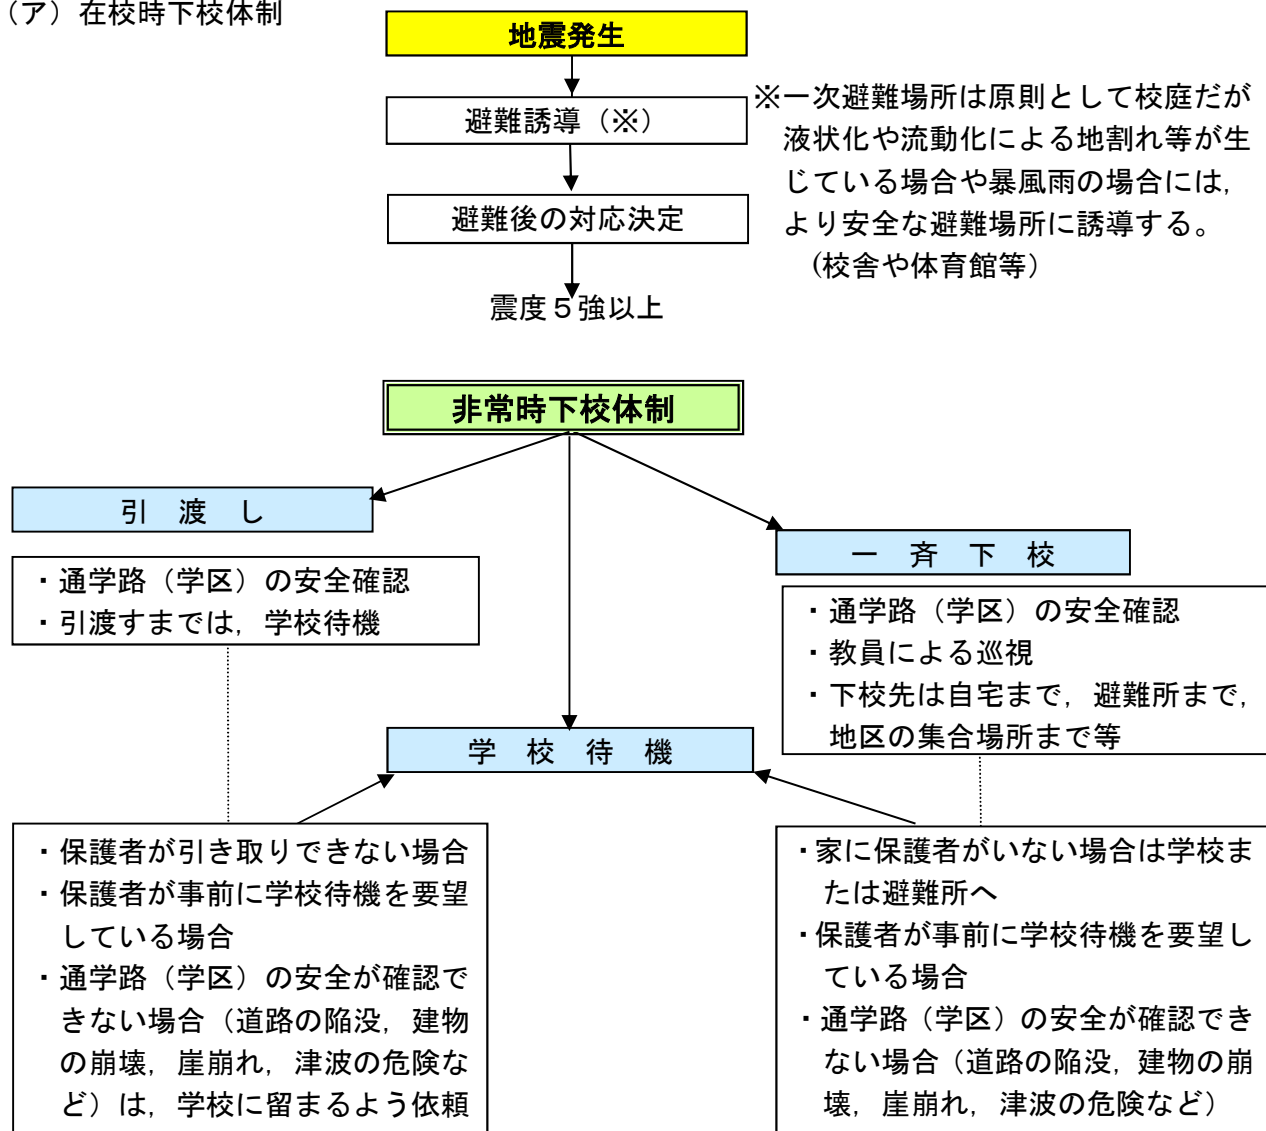 （ア）在校時下校体制
地震発生
避難誘導（※）
※一次避難場所は原則として校庭だが
液状化や流動化による地割れ等が生
じている場合や暴風雨の場合には，
より安全な避難場所に誘導する。
(校舎や体育館等）
避難後の対応決定
震度５強以上
非常時下校体制
引　渡　し
・通学路（学区）の安全確認
・引渡すまでは，学校待機
一　斉　下　校
・通学路（学区）の安全確認
・教員による巡視
・下校先は自宅まで，避難所まで，
地区の集合場所まで等
学　校　待　機
・保護者が引き取りできない場合
・保護者が事前に学校待機を要望
している場合
・通学路（学区）の安全が確認で
きない場合（道路の陥没，建物
の崩壊，崖崩れ，津波の危険な
ど）は，学校に留まるよう依頼
・家に保護者がいない場合は学校ま
たは避難所へ
・保護者が事前に学校待機を要望し
ている場合
・通学路（学区）の安全が確認でき
ない場合（道路の陥没，建物の崩
壊，崖崩れ，津波の危険など）